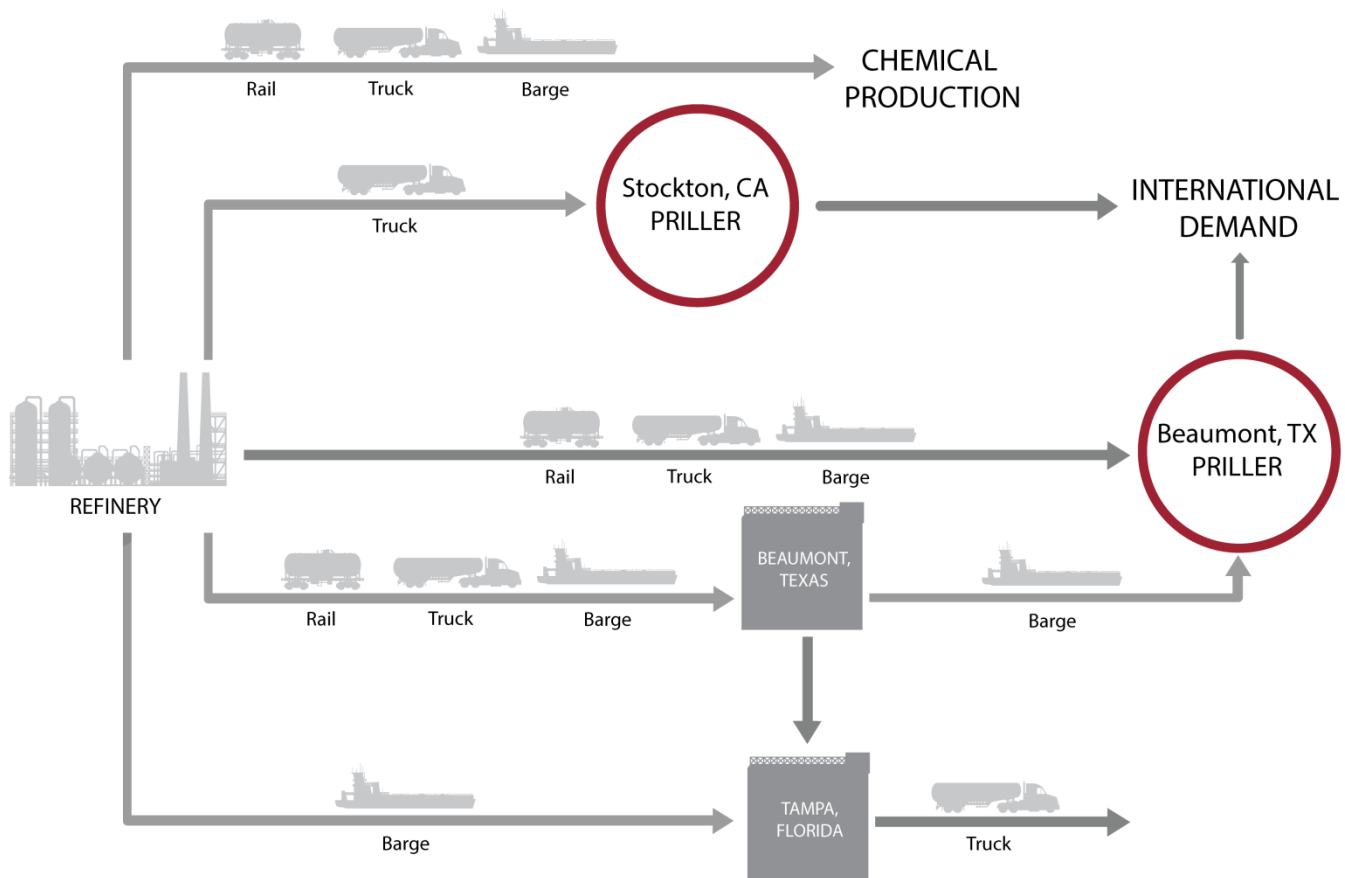 CHEMICAL
PRODUCTION
Rail
Truck
Barge
Stockton, CA
PRILLER
INTERNATIONAL
DEMAND
Truck
Beaumont, TX
PRILLER
Rail
Truck
Barge
REFINERY
BEAUMONT,
TEXAS
Rail
Truck
Barge
Barge
TAMPA,
FLORIDA
Barge
Truck